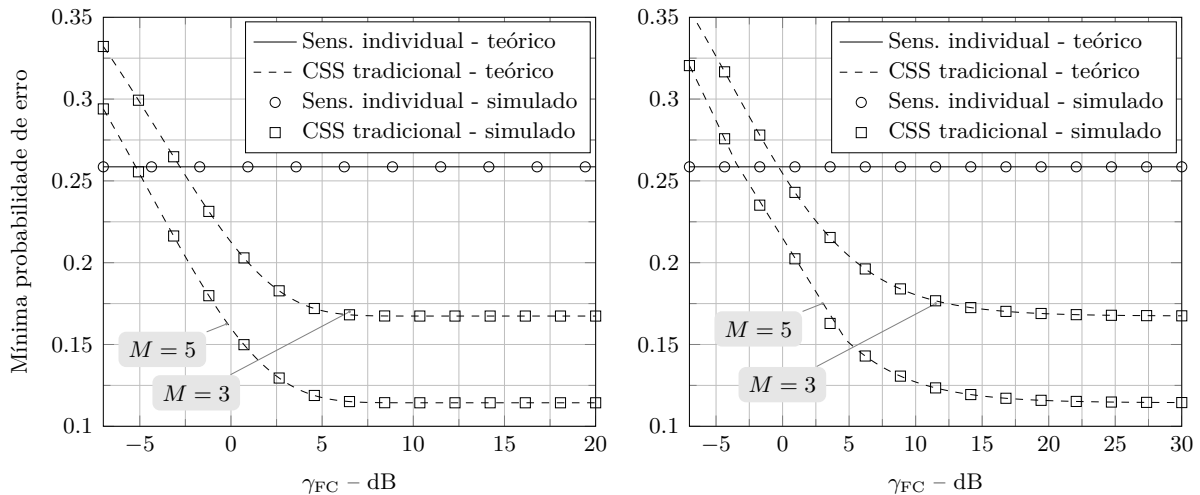 Mínima probabilidade de erro
0.35
0.3
0.25
0.2
0.15
0.1
−5
0
5
10
15
20
γFC – dB
Sens. individual - teórico
CSS tradicional - teórico
Sens. individual - simulado
CSS tradicional - simulado
M = 5
M = 3
0.35
0.3
0.25
0.2
0.15
0.1
−5
0
5
10
15
20
25
30
γFC – dB
Sens. individual - teórico
CSS tradicional - teórico
Sens. individual - simulado
CSS tradicional - simulado
M = 5
M = 3